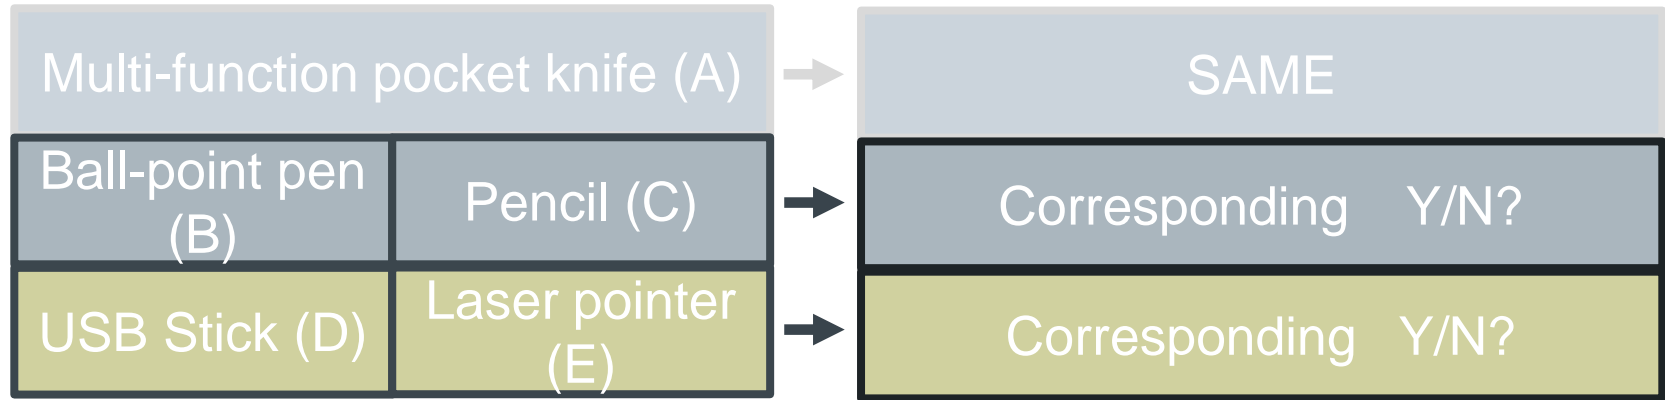 Multi-function pocket knife (A)
SAME
Ball-point pen
(B)
Pencil (C)
Corresponding Y/N?
USB Stick (D)
Laser pointer
(E)
Corresponding Y/N?